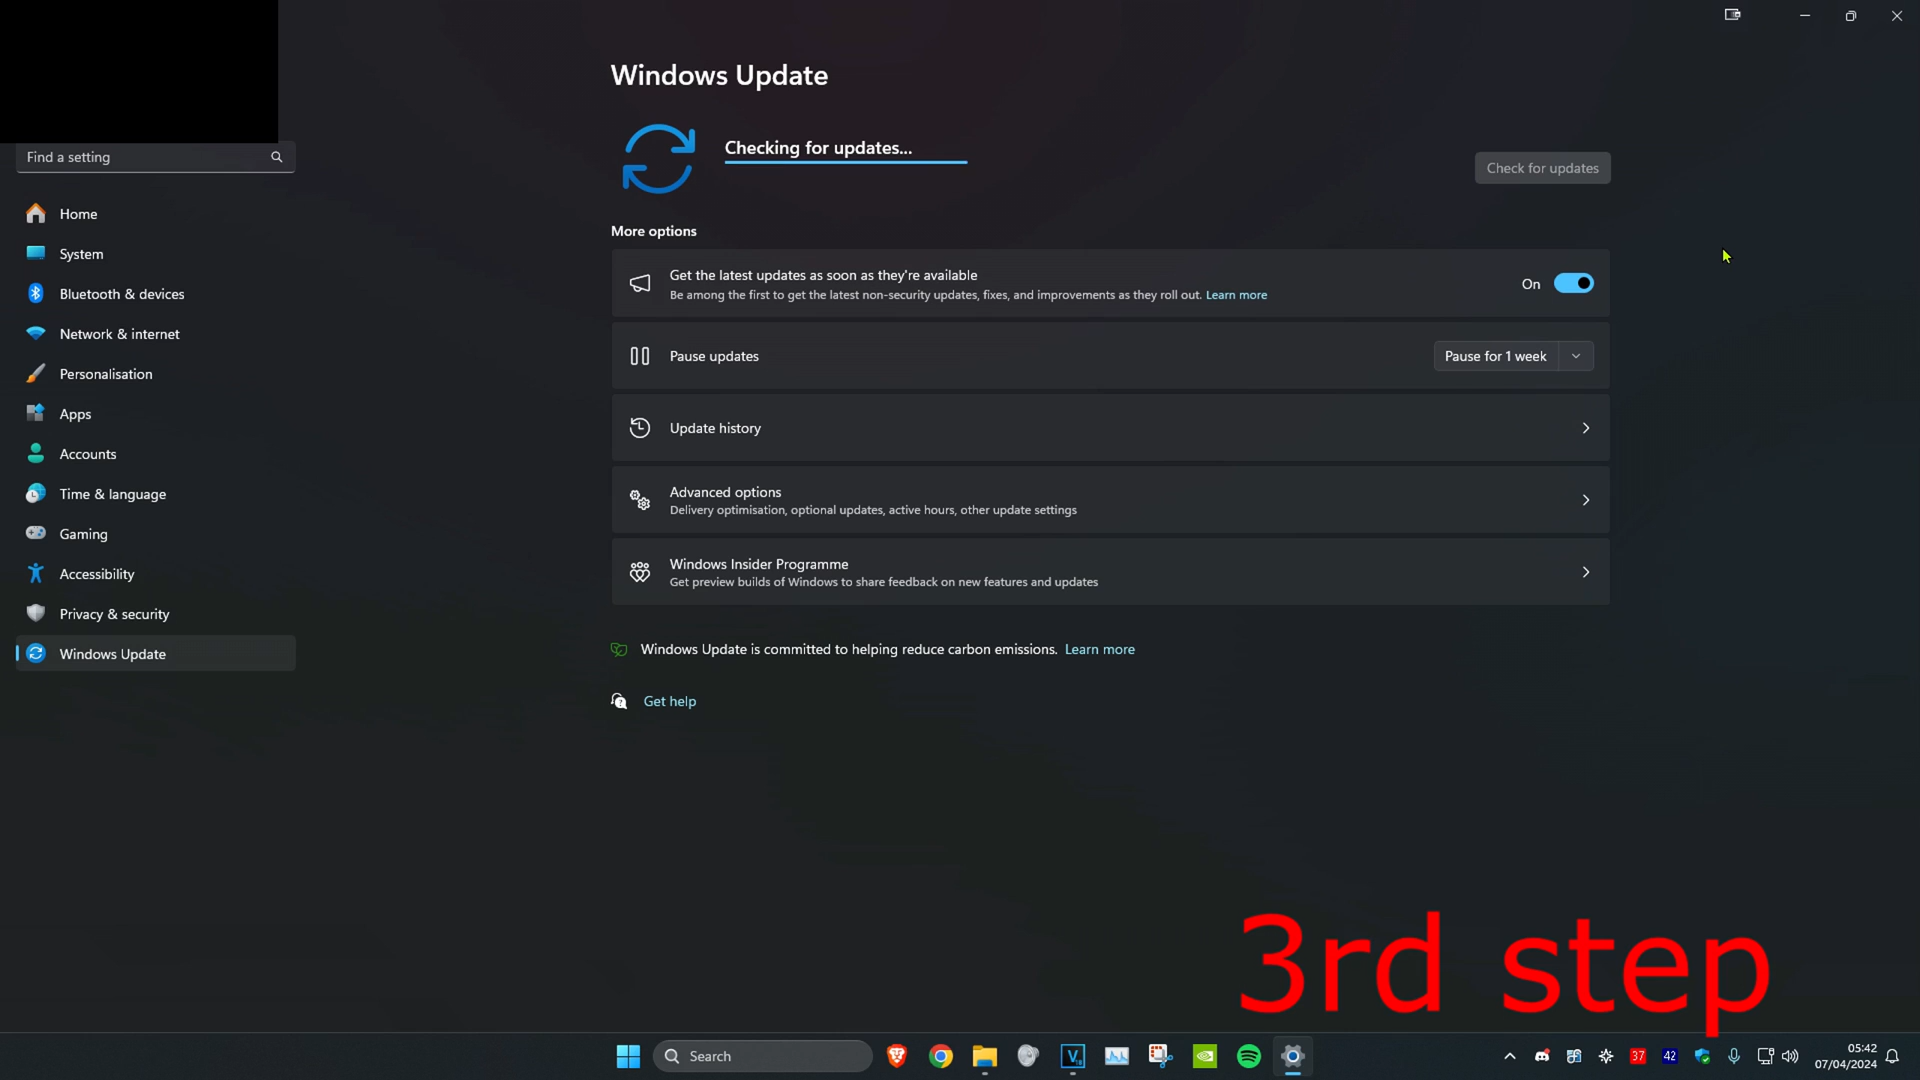 Windows Update
Checking for updates...
Check for updates
Find a setting
Home
System
Bluetooth & devices
Network & internet
Personalisation
Apps
Accounts
Time & language
Gaming
Accessibility
Privacy & security
Windows Update
More options
Get the latest updates as soon as they're available
Be among the first to get the latest non-security updates, fixes, and improvements as they roll out. Learn more
On
Pause updates
Pause for 1 week
Update history
Advanced options
Delivery optimisation, optional updates, active hours, other update settings
Windows Insider Programme
Get preview builds of Windows to share feedback on new features and updates
Windows Update is committed to helping reduce carbon emissions. Learn more
Get help
3rd step
Search
37
42
05:42
07/04/2024